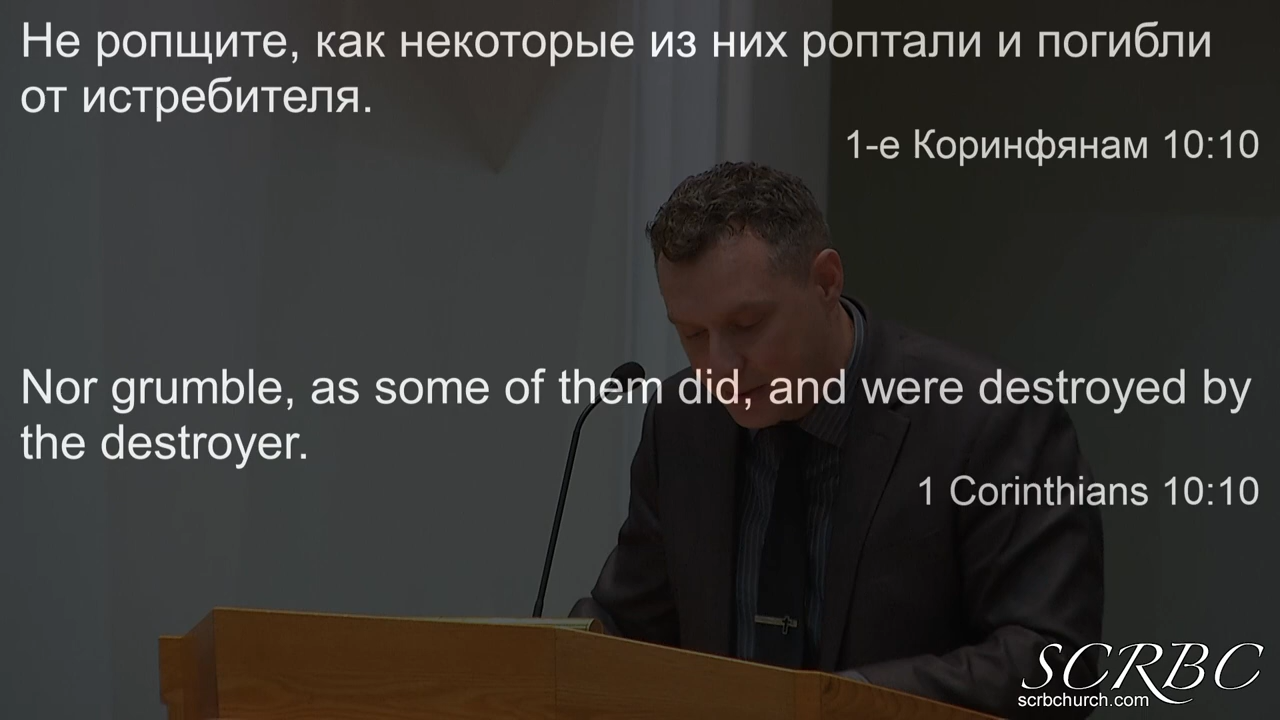 Не ропщите, как некоторые из них роптали и погибли
от истребителя.
1-е Коринфянам 10:10
Nor grumble, as some of them did, and were destroyed by
the destroyer.
1 Corinthians 10:10
SCRBC
scrbchurch.com